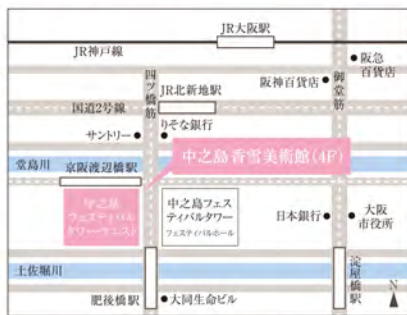 JR大阪駅
JR神戸線
阪急
百貨店
阪神百貨店
御堂筋
四ツ橋筋
JR北新地駅
国道2号線
りそな銀行
サントリー
中之島香雪美術館(4F)
堂島川
京阪渡辺橋駅
中之島
フェスティバル
タワー・ウエスト
中之島フェス
ティバルタワー
フェスティバルホール
日本銀行
大阪
市役所
土佐堀川
淀屋橋駅
肥後橋駅
大同生命ビル
N